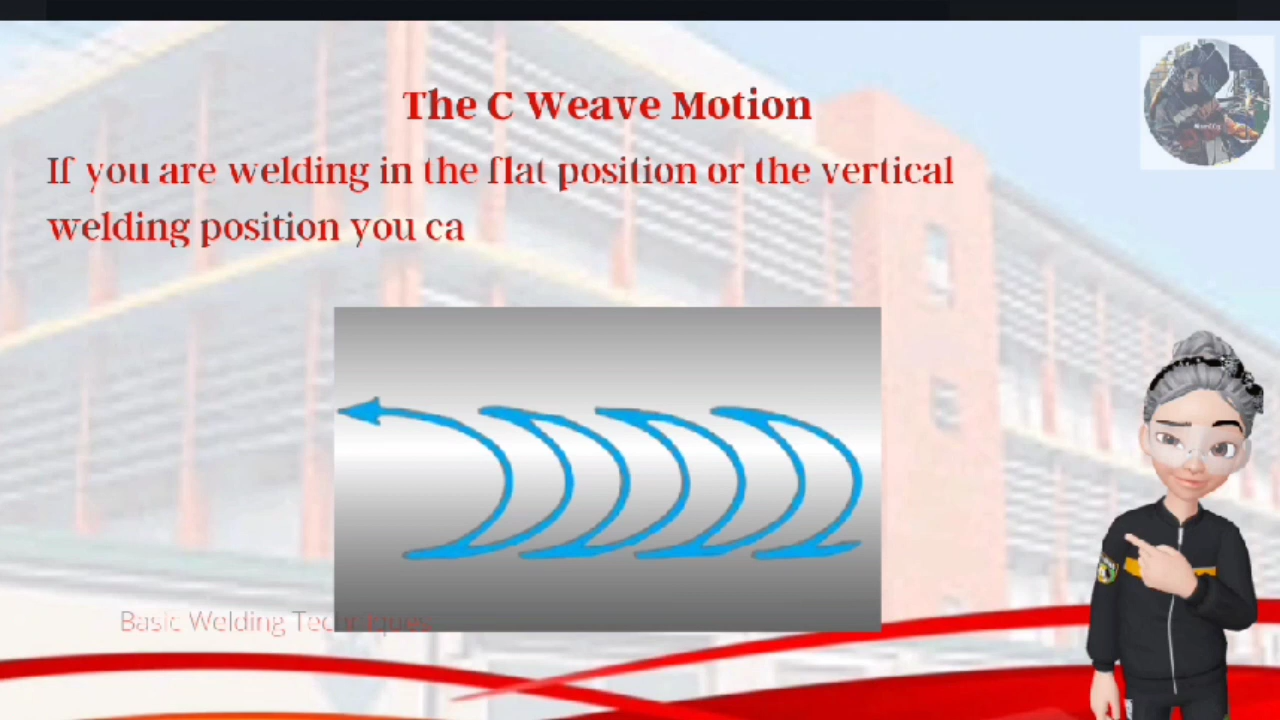 The C Weave Motion
If you are welding in the flat position or the vertical
welding position you ca
Basic Welding Techniques